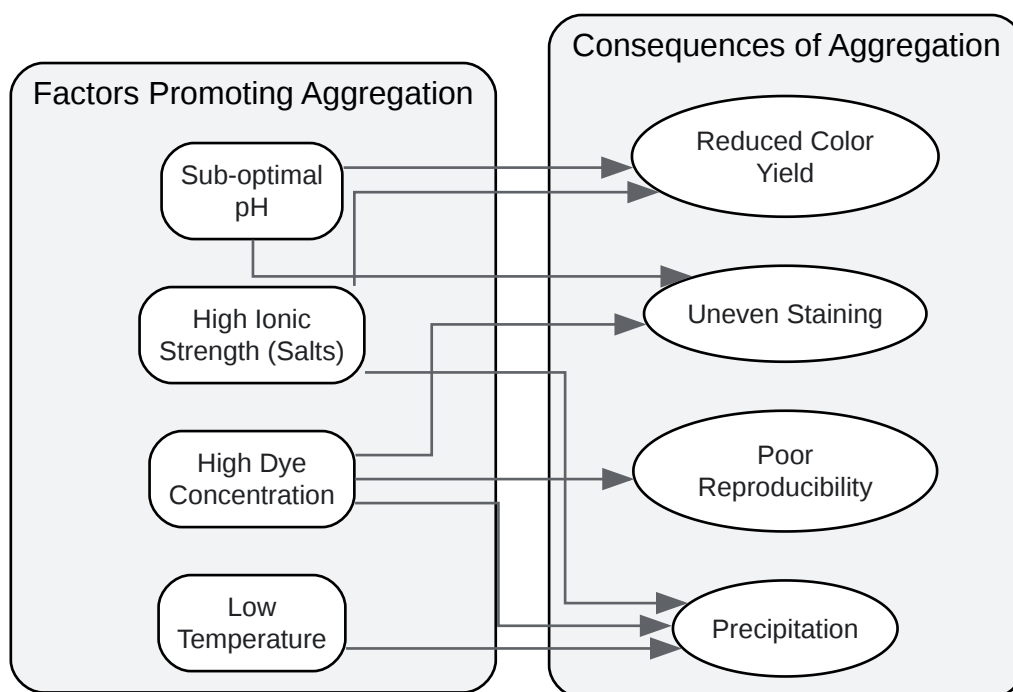 Factors Promoting Aggregation
Sub-optimal
pH
High Ionic
Strength (Salts)
High Dye
Concentration
Low
Temperature
Consequences of Aggregation
Reduced Color
Yield
Uneven Staining
Poor
Reproducibility
Precipitation